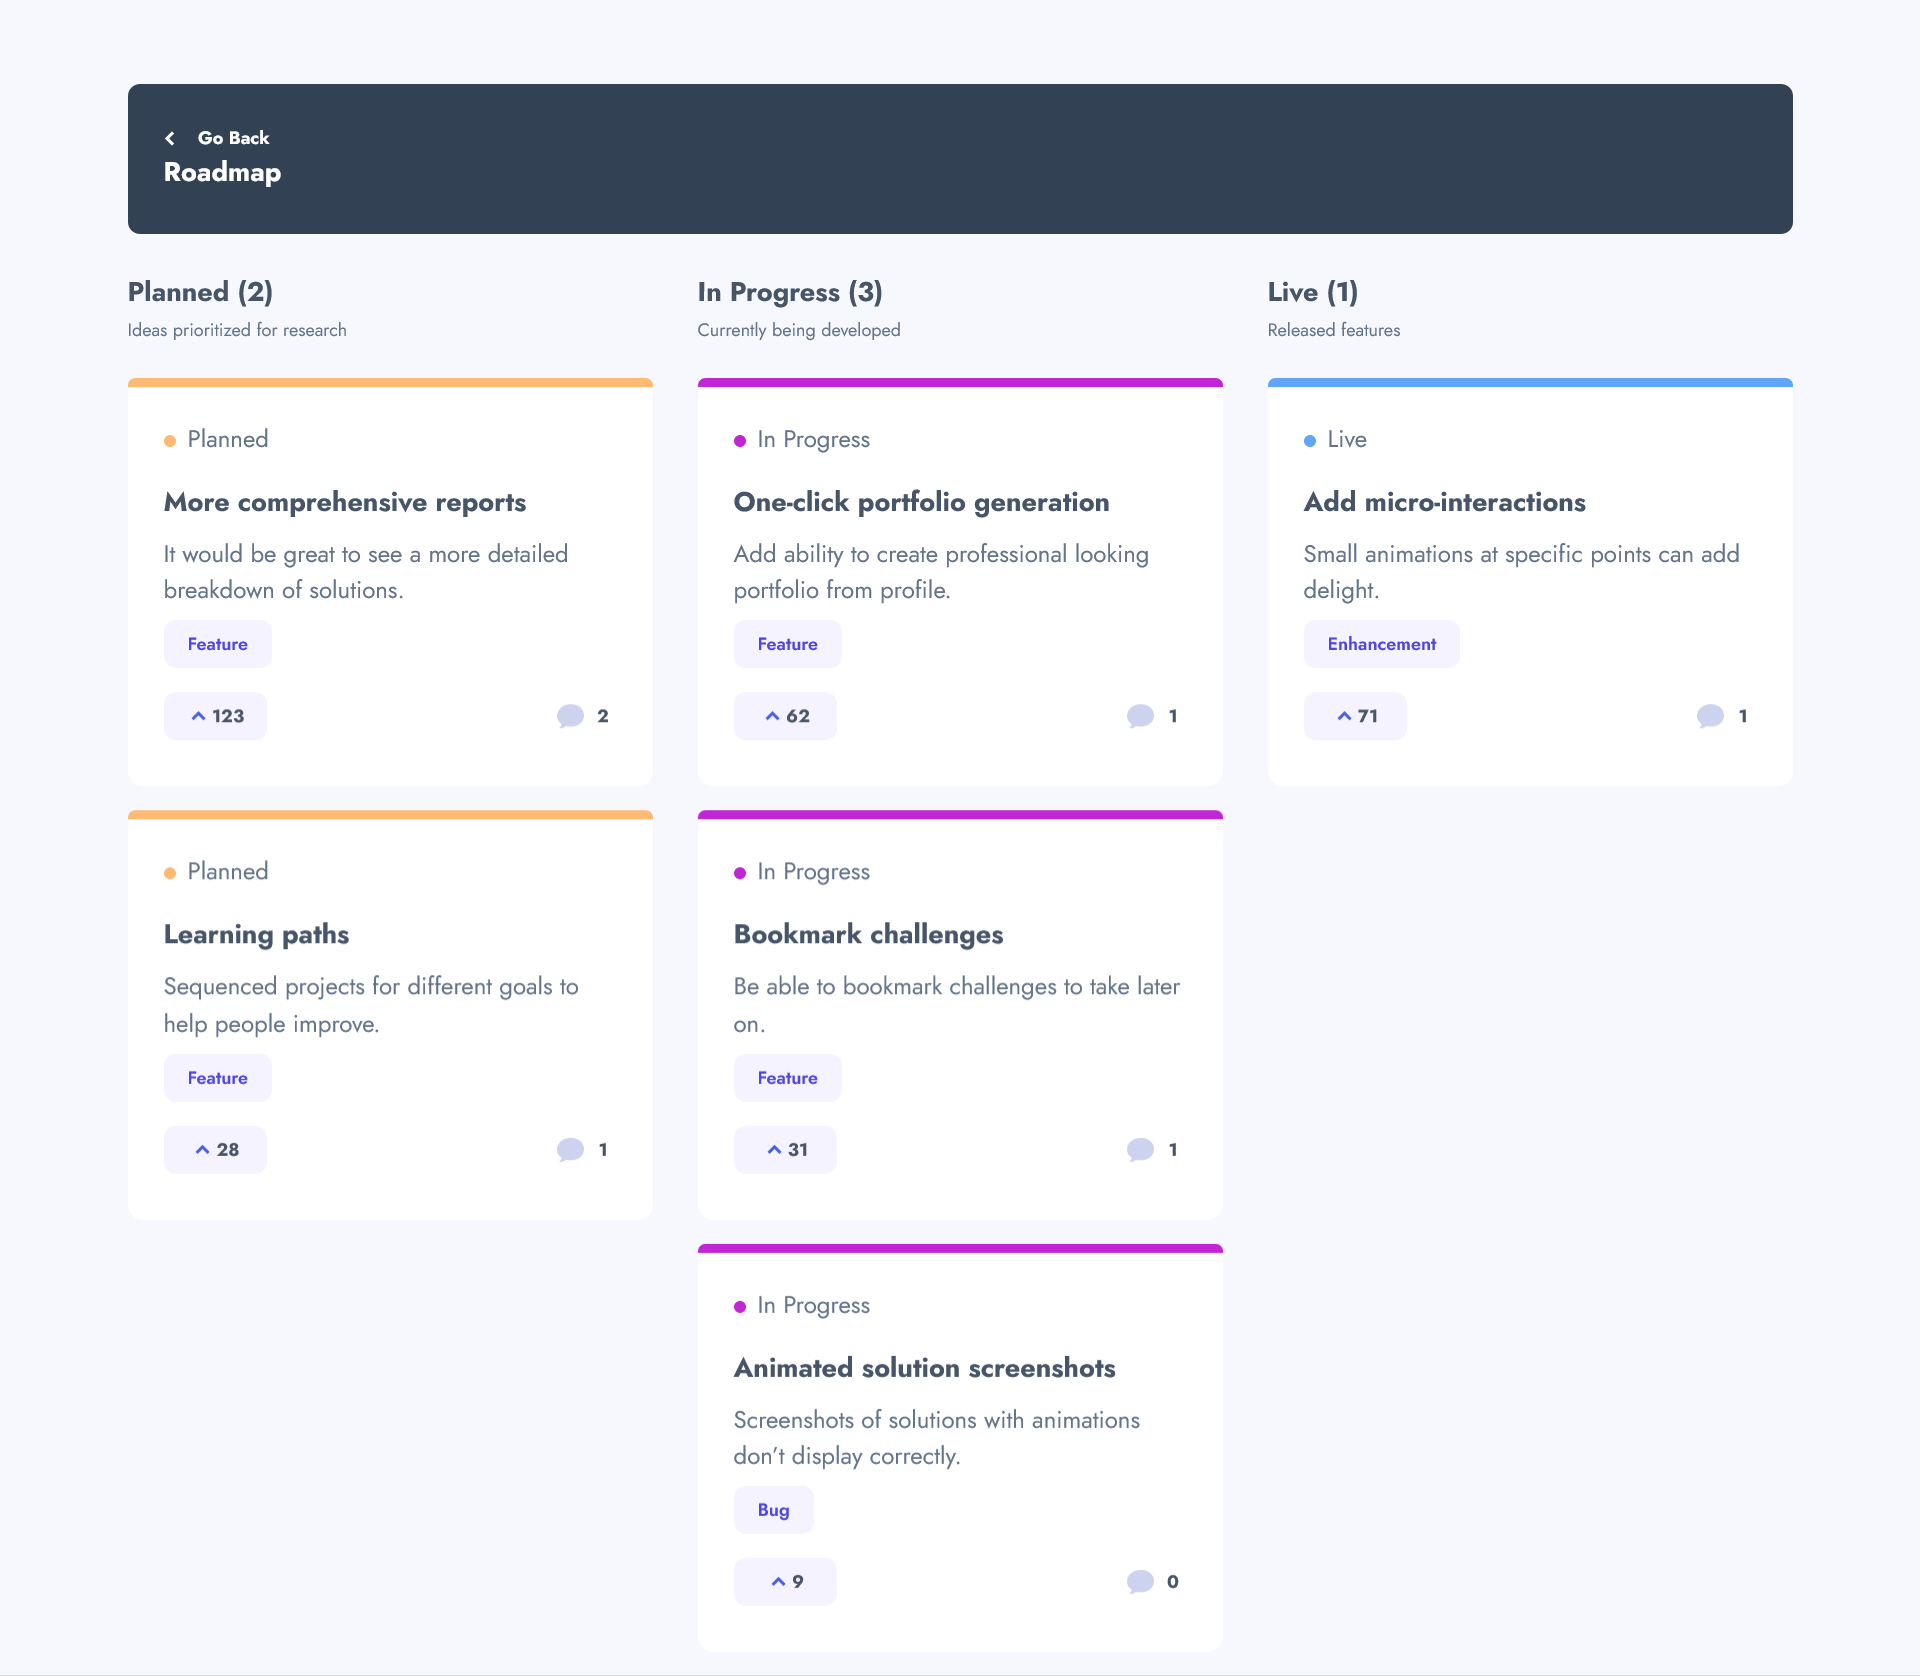 Go Back
Roadmap
Planned (2)
Ideas prioritized for research
Planned
More comprehensive reports
It would be great to see a more detailed
breakdown of solutions.
Feature
123
2
Planned
Learning paths
Sequenced projects for different goals to
help people improve.
Feature
28
1
In Progress (3)
Currently being developed
In Progress
One-click portfolio generation
Add ability to create professional looking
portfolio from profile.
Feature
62
1
In Progress
Bookmark challenges
Be able to bookmark challenges to take later
on.
Feature
31
1
In Progress
Animated solution screenshots
Screenshots of solutions with animations
don’t display correctly.
Bug
9
0
Live (1)
Released features
Live
Add micro-interactions
Small animations at specific points can add
delight.
Enhancement
71
1